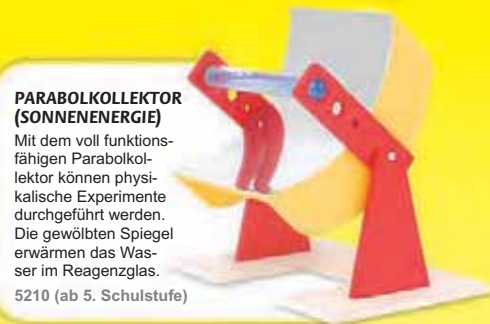 PARABOLKOLLEKTOR
(SONNENENERGIE)
Mit dem voll funktions-
fähigen Parabolkol-
lektor können physi-
kalische Experimente
durchgeführt werden.
Die gewölbten Spiegel
erwärmen das Was-
ser im Reagenzglas.
5210 (ab 5. Schulstufe)